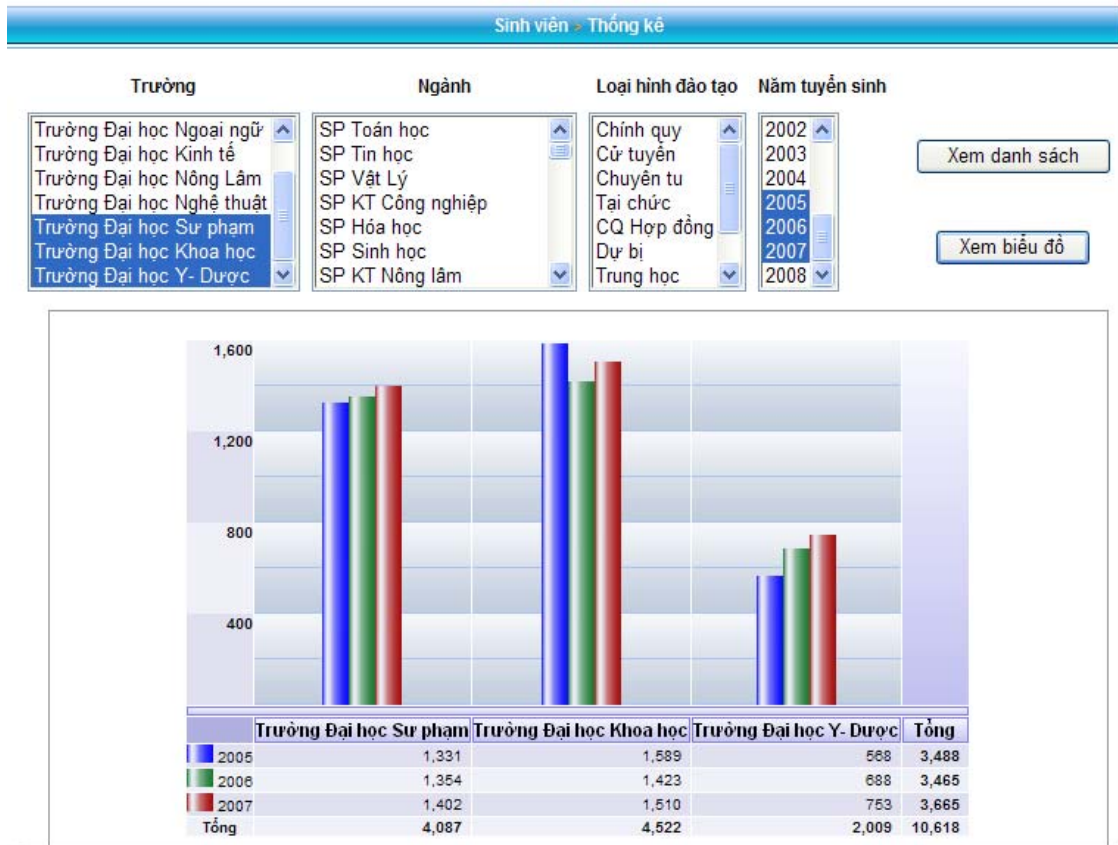 Sinh viên » Thống kê
Trường Ngành Loại hình đào tạo Năm tuyển sinh
Trường Đại học Ngoại ngữ
Trường Đại học Kinh tế
Trường Đại học Nông Lâm
Trường Đại học Nghệ thuật
Trường Đại học Sư phạm
Trường Đại học Khoa học
Trường Đại học Y- Dược
SP Toán học
SP Tin học
SP Vật Lý
SP KT Công nghiệp
SP Hóa học
SP Sinh học
SP KT Nông lâm
Chính quy
Cử tuyển
Chuyên tu
Tại chức
CQ Hợp đồng
Dự bị
Trung học
2002
2003
2004
2005
2006
2007
2008
Xem danh sách
Xem biểu đồ
1,600
1,200
800
400
Trường Đại học Sư phạm Trường Đại học Khoa học Trường Đại học Y- Dược Tổng
2005 1,331 1,589 568 3,488
2006 1,354 1,423 688 3,465
2007 1,402 1,510 753 3,665
Tổng 4,087 4,522 2,009 10,618